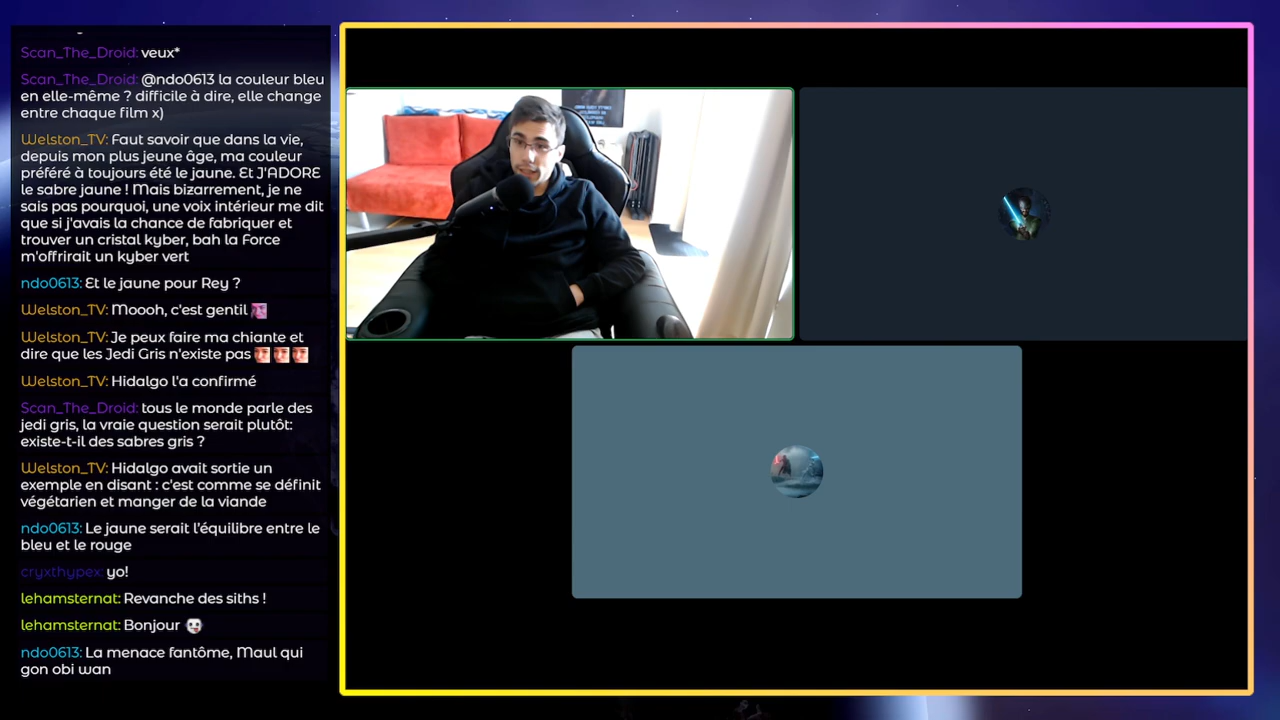 Scan_The_Droid: veux*
Scan_The_Droid: @ndo0613 la couleur bleu
en elle-même ? difficile à dire, elle change
entre chaque film x)
Welston_TV: Faut savoir que dans la vie,
depuis mon plus jeune âge, ma couleur
préféré à toujours été le jaune. Et J'ADORE
le sabre jaune ! Mais bizarrement, je ne
sais pas pourquoi, une voix intérieur me dit
que si j'avais la chance de fabriquer et
trouver un cristal kyber, bah la Force
m'offrirait un kyber vert
ndo0613: Et le jaune pour Rey ?
Welston_TV: Moooh, c'est gentil
Welston_TV: Je peux faire ma chiante et
dire que les Jedi Gris n'existe pas
Welston_TV: Hidalgo l'a confirmé
Scan_The_Droid: tous le monde parle des
jedi gris, la vraie question serait plutôt:
existe-t-il des sabres gris ?
Welston_TV: Hidalgo avait sortie un
exemple en disant : c'est comme se définit
végétarien et manger de la viande
ndo0613: Le jaune serait l'équilibre entre le
bleu et le rouge
cryxthypex: yo!
lehamsternat: Revanche des siths !
lehamsternat: Bonjour
ndo0613: La menace fantôme, Maul qui
gon obi wan